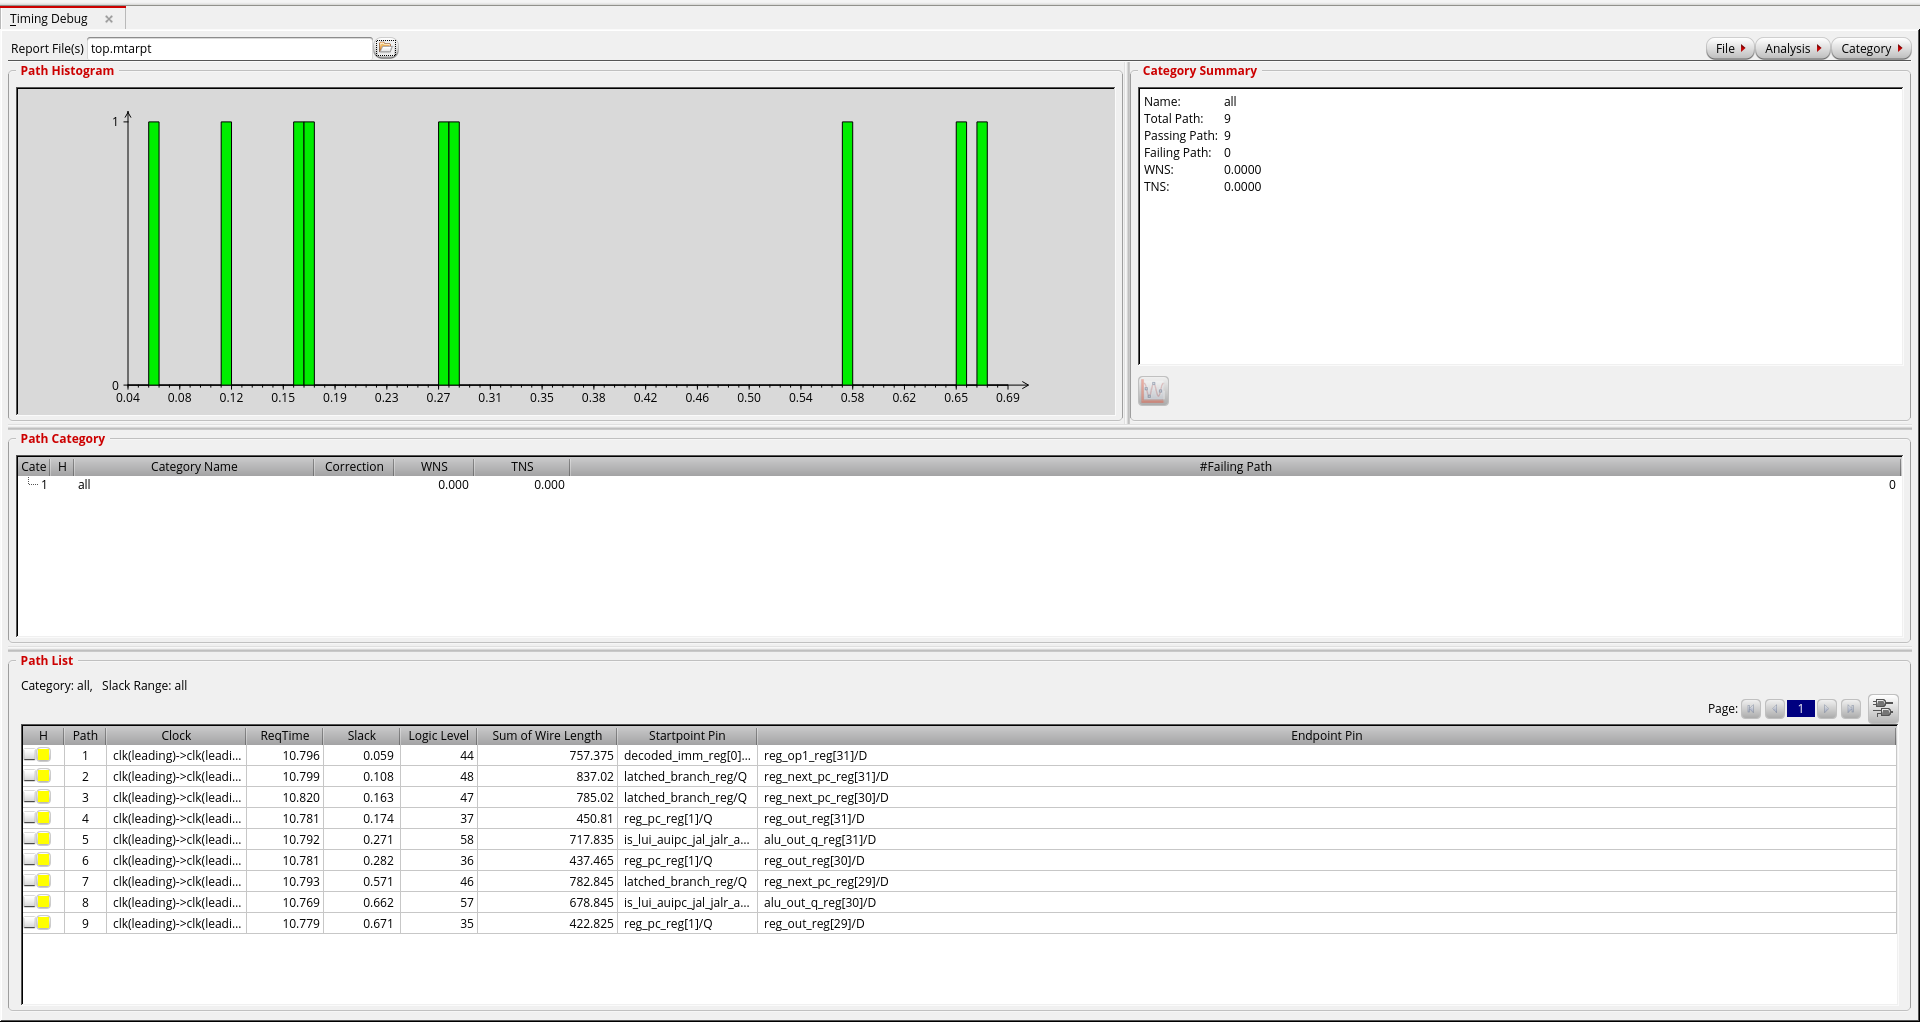 Timing Debug
Report File(s) top.mtarpt File Analysis Category
Path Histogram
1
0
0.04 0.08 0.12 0.15 0.19 0.23 0.27 0.31 0.35 0.38 0.42 0.46 0.50 0.54 0.58 0.62 0.65 0.69
Category Summary
Name: all
Total Path: 9
Passing Path: 9
Failing Path: 0
WNS: 0.0000
TNS: 0.0000
Path Category
Cate H Category Name Correction WNS TNS #Failing Path
1 all 0.000 0.000 0
Path List
Category: all, Slack Range: all
Page: 1
H Path Clock ReqTime Slack Logic Level Sum of Wire Length Startpoint Pin Endpoint Pin
1 clk(leading)->clk(leadi... 10.796 0.059 44 757.375 decoded_imm_reg[0]... reg_op1_reg[31]/D
2 clk(leading)->clk(leadi... 10.799 0.108 48 837.02 latched_branch_reg/Q reg_next_pc_reg[31]/D
3 clk(leading)->clk(leadi... 10.820 0.163 47 785.02 latched_branch_reg/Q reg_next_pc_reg[30]/D
4 clk(leading)->clk(leadi... 10.781 0.174 37 450.81 reg_pc_reg[1]/Q reg_out_reg[31]/D
5 clk(leading)->clk(leadi... 10.792 0.271 58 717.835 is_lui_auipc_jal_jalr_a... alu_out_q_reg[31]/D
6 clk(leading)->clk(leadi... 10.781 0.282 36 437.465 reg_pc_reg[1]/Q reg_out_reg[30]/D
7 clk(leading)->clk(leadi... 10.793 0.571 46 782.845 latched_branch_reg/Q reg_next_pc_reg[29]/D
8 clk(leading)->clk(leadi... 10.769 0.662 57 678.845 is_lui_auipc_jal_jalr_a... alu_out_q_reg[30]/D
9 clk(leading)->clk(leadi... 10.779 0.671 35 422.825 reg_pc_reg[1]/Q reg_out_reg[29]/D